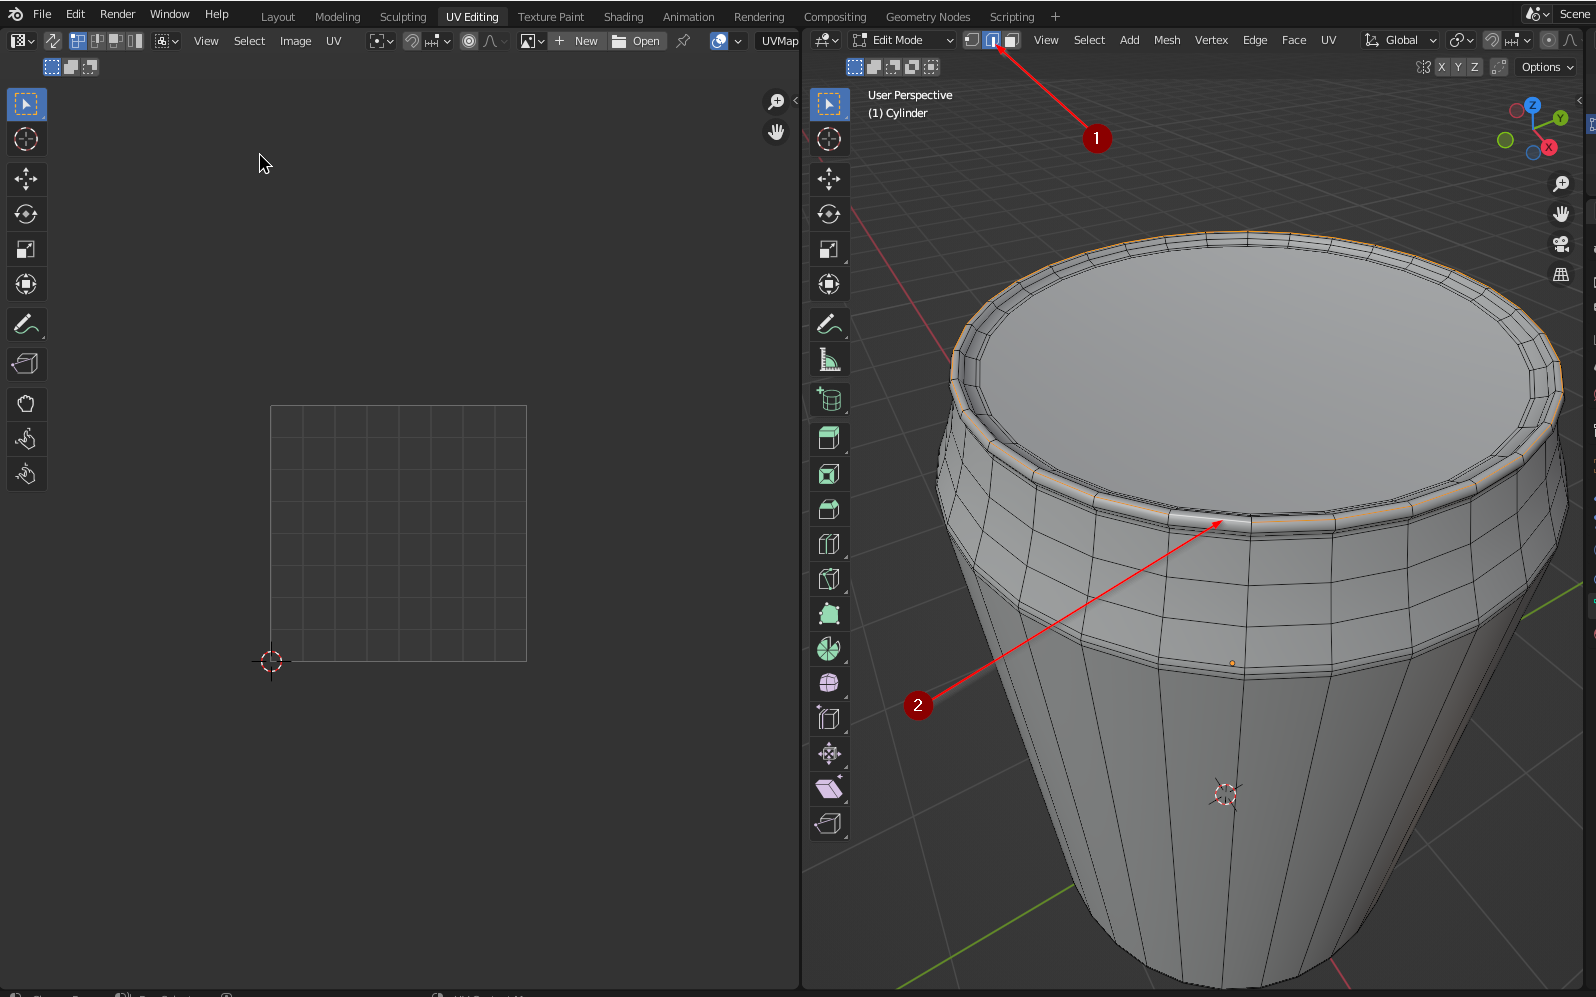 File Edit Render Window Help Layout Modeling Sculpting UV Editing Texture Paint Shading Animation Rendering Compositing Geometry Nodes Scripting + Scene
View Select Image UV New Open UVMap
Edit Mode View Select Add Mesh Vertex Edge Face UV Global
X Y Z Options
User Perspective
(1) Cylinder
Z
Y
X
1
2